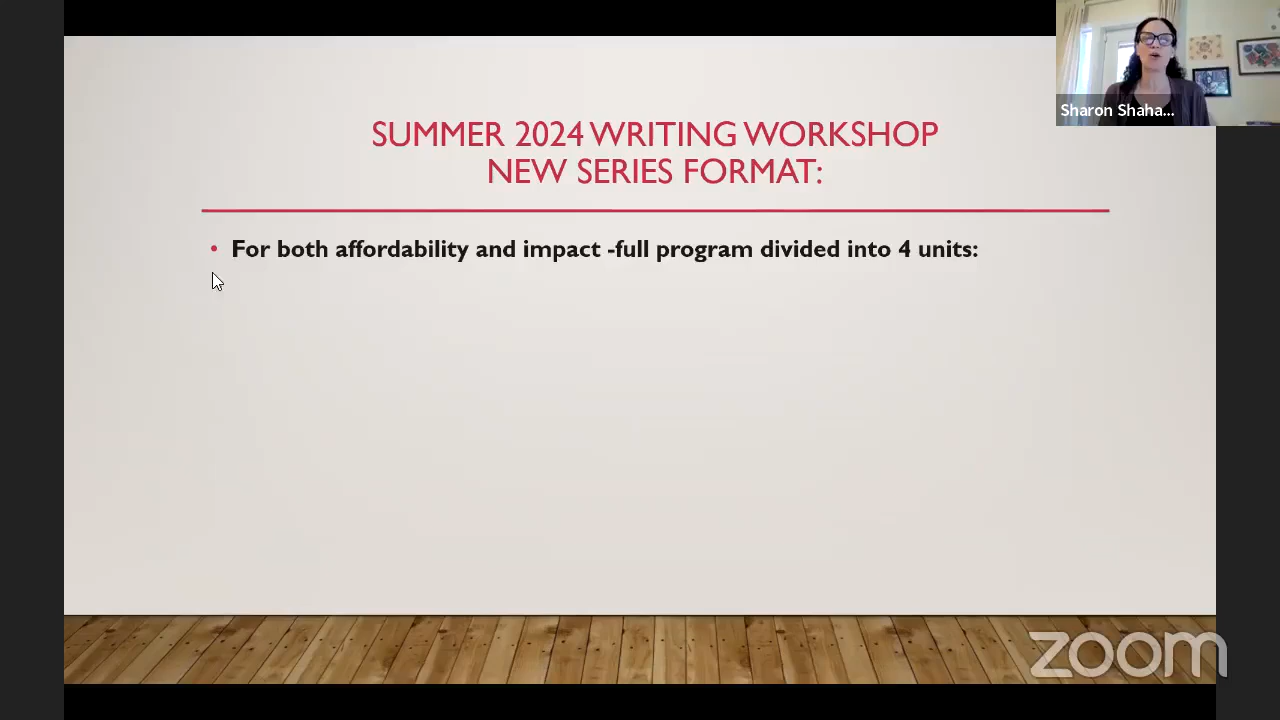 Sharon Shaha...
SUMMER 2024 WRITING WORKSHOP
NEW SERIES FORMAT:
• For both affordability and impact -full program divided into 4 units:
zoom